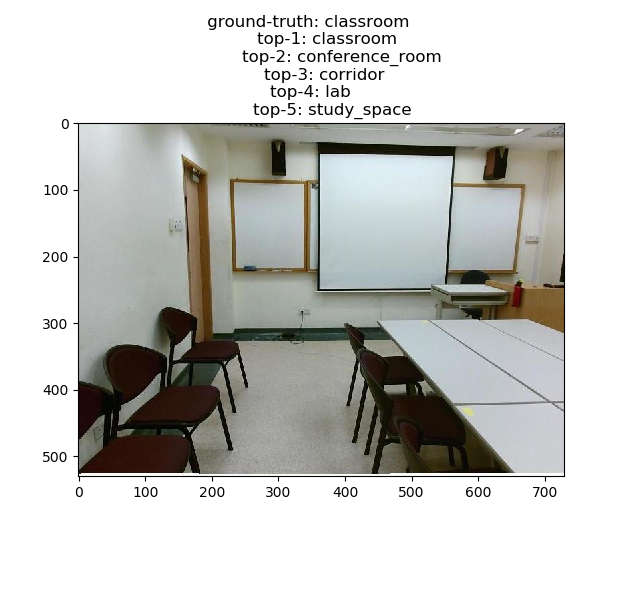 ground-truth: classroom
top-1: classroom
top-2: conference_room
top-3: corridor
top-4: lab
top-5: study_space
0
100
200
300
400
500
0 100 200 300 400 500 600 700